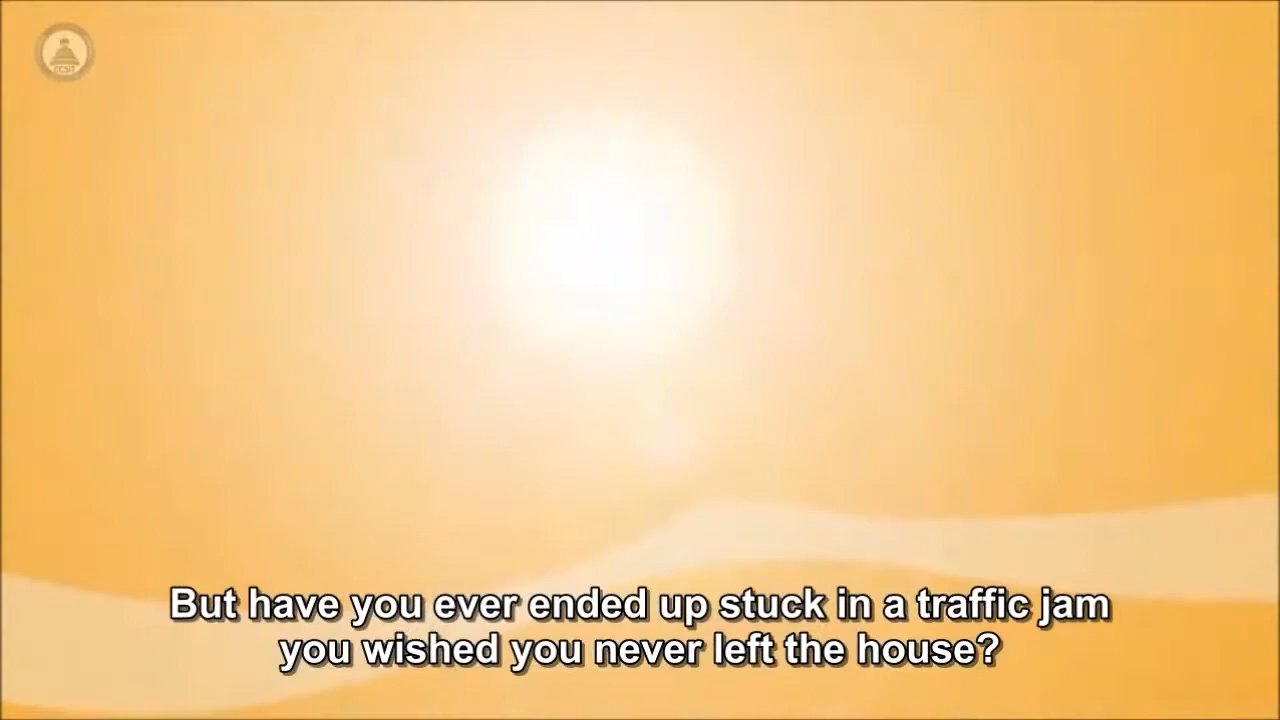 But have you ever ended up stuck in a traffic jam
you wished you never left the house?